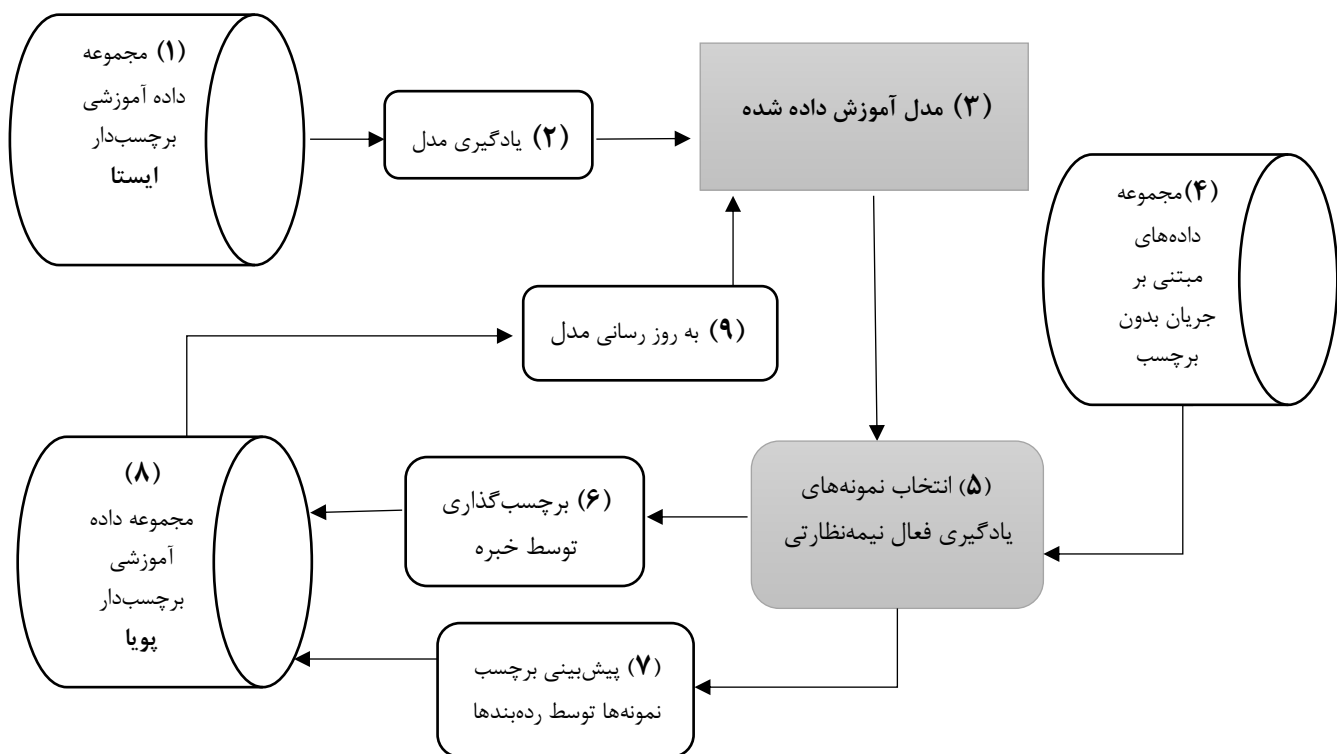 (۱) مجموعه
داده آموزشی
برچسب‌دار
ایستا
(۲) یادگیری مدل
(۳) مدل آموزش داده شده
(۴)مجموعه
داده‌های
مبتنی بر
جریان بدون
برچسب
(۵) انتخاب نمونه‌های
یادگیری فعال نیمه‌نظارتی
(۶) برچسب‌گذاری
توسط خبره
(۷) پیش‌بینی برچسب
نمونه‌ها توسط رده‌بندها
(۸)
مجموعه داده
آموزشی
برچسب‌دار
پویا
(۹) به روز رسانی مدل